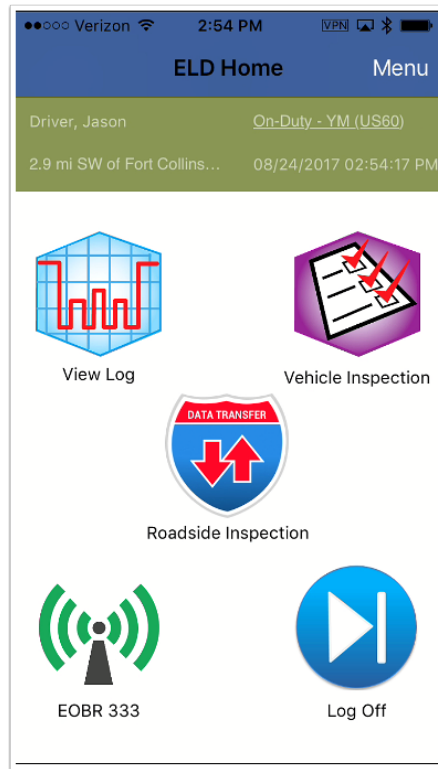 Verizon 2:54 PM VPN
ELD Home Menu
Driver, Jason On-Duty - YM (US60)
2.9 mi SW of Fort Collins... 08/24/2017 02:54:17 PM
View Log Vehicle Inspection
DATA TRANSFER
Roadside Inspection
EOBR 333 Log Off